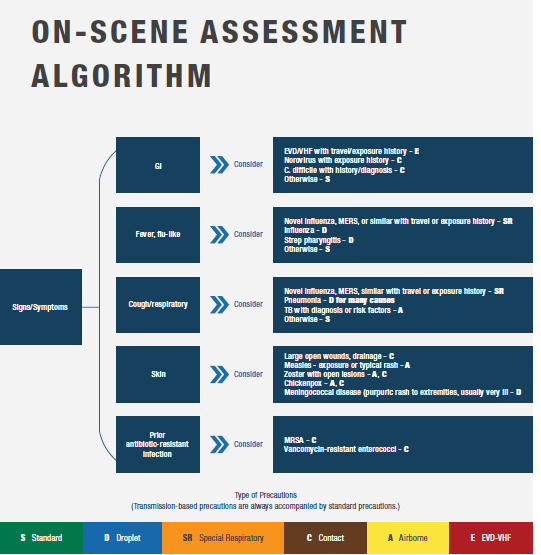 ON-SCENE ASSESSMENT
ALGORITHM
Signs/Symptoms
GI
Consider
EVD/VHF with travel/exposure history – E
Norovirus with exposure history – C
C. difficile with history/diagnosis – C
Otherwise – S
Fever, flu-like
Consider
Novel influenza, MERS, or similar with travel or exposure history – SR
Influenza – D
Strep pharyngitis – D
Otherwise – S
Cough/respiratory
Consider
Novel influenza, MERS, similar with travel or exposure history – SR
Pneumonia – D for many causes
TB with diagnosis or risk factors – A
Otherwise – S
Skin
Consider
Large open wounds, drainage – C
Measles - exposure or typical rash – A
Zoster with open lesions – A, C
Chickenpox – A, C
Meningococcal disease (purpuric rash to extremities, usually very ill – D
Prior
antibiotic-resistant
infection
Consider
MRSA – C
Vancomycin-resistant enterococci – C
Type of Precautions
(Transmission-based precautions are always accompanied by standard precautions.)
S Standard
D Droplet
SR Special Respiratory
C Contact
A Airborne
E EVD-VHF